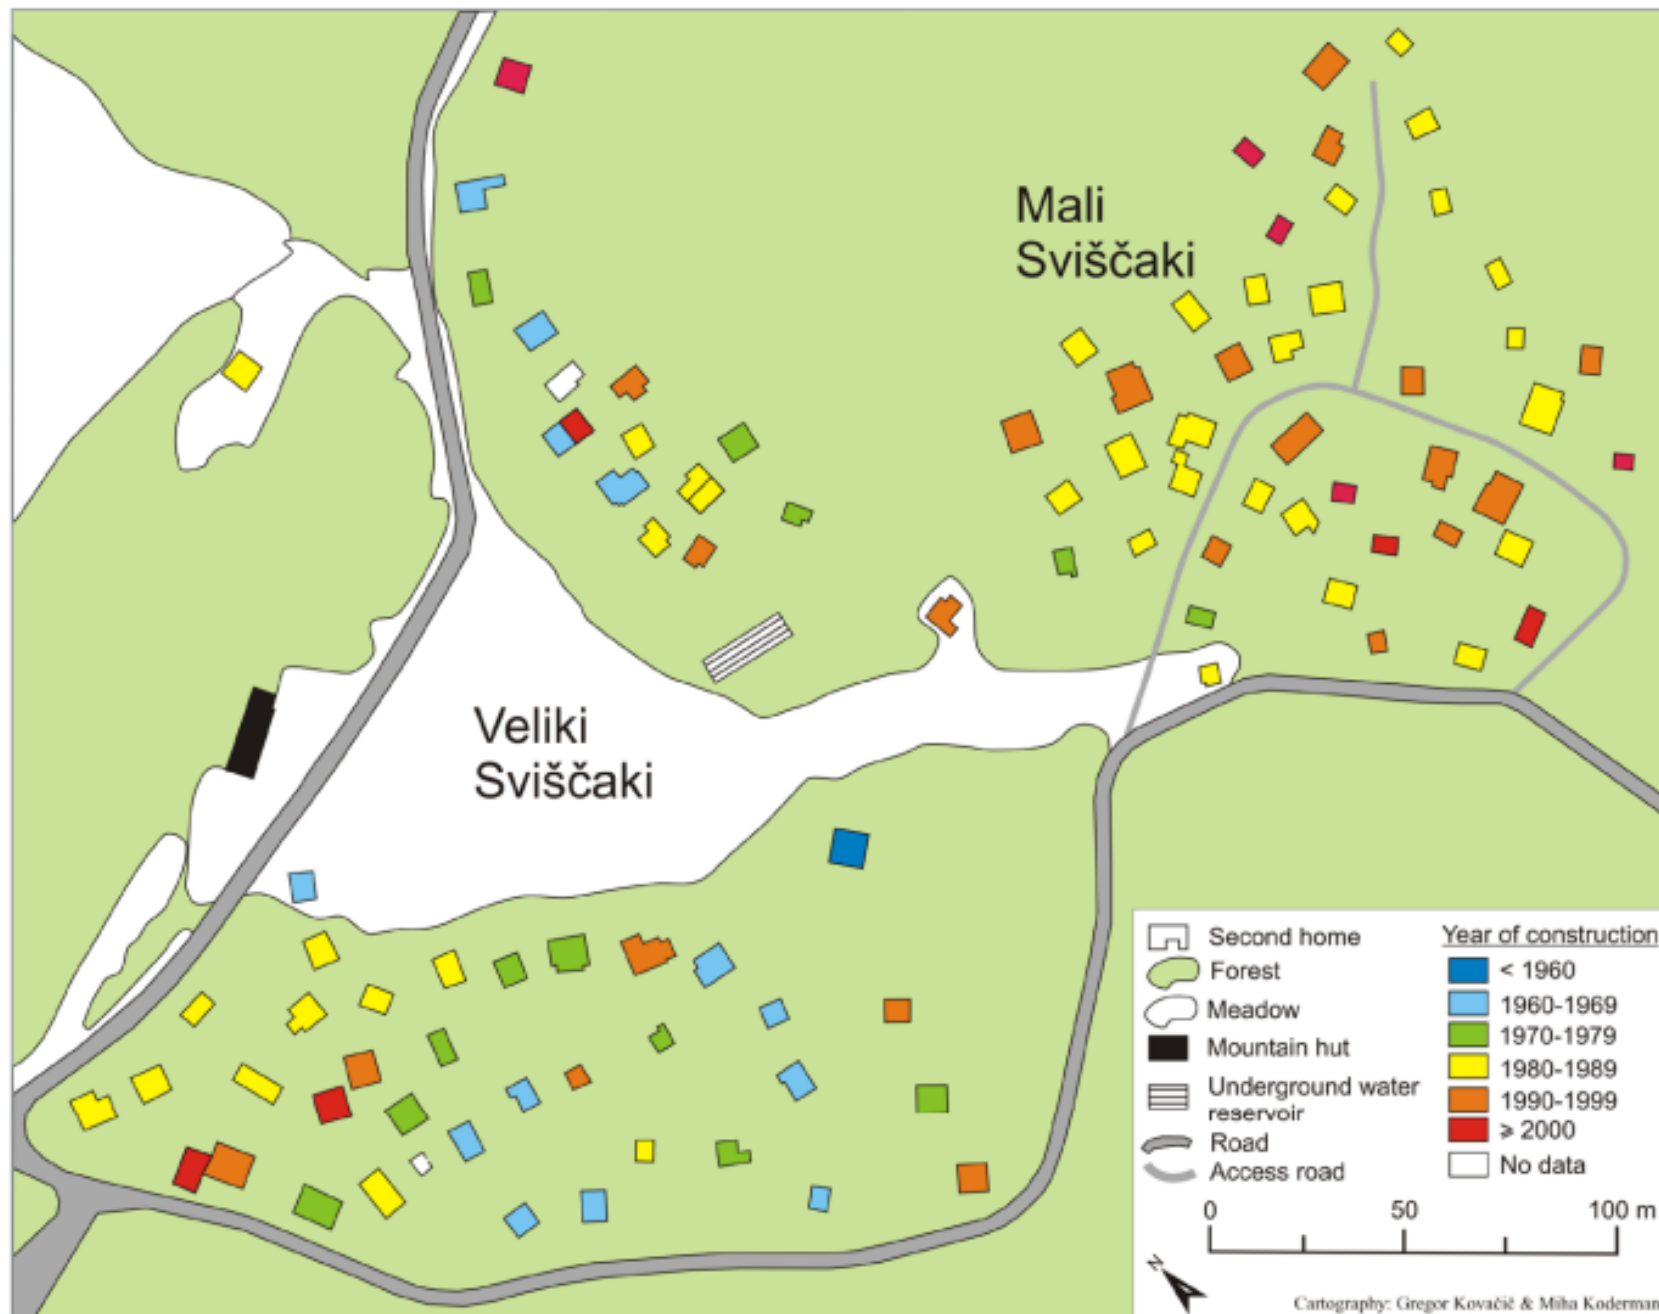 Mali
Sviščaki
Veliki
Sviščaki
Second home
Forest
Meadow
Mountain hut
Underground water
reservoir
Road
Access road
Year of construction
< 1960
1960-1969
1970-1979
1980-1989
1990-1999
⩾ 2000
No data
0 50 100 m
N
Cartography: Gregor Kovačič & Miha Koderman